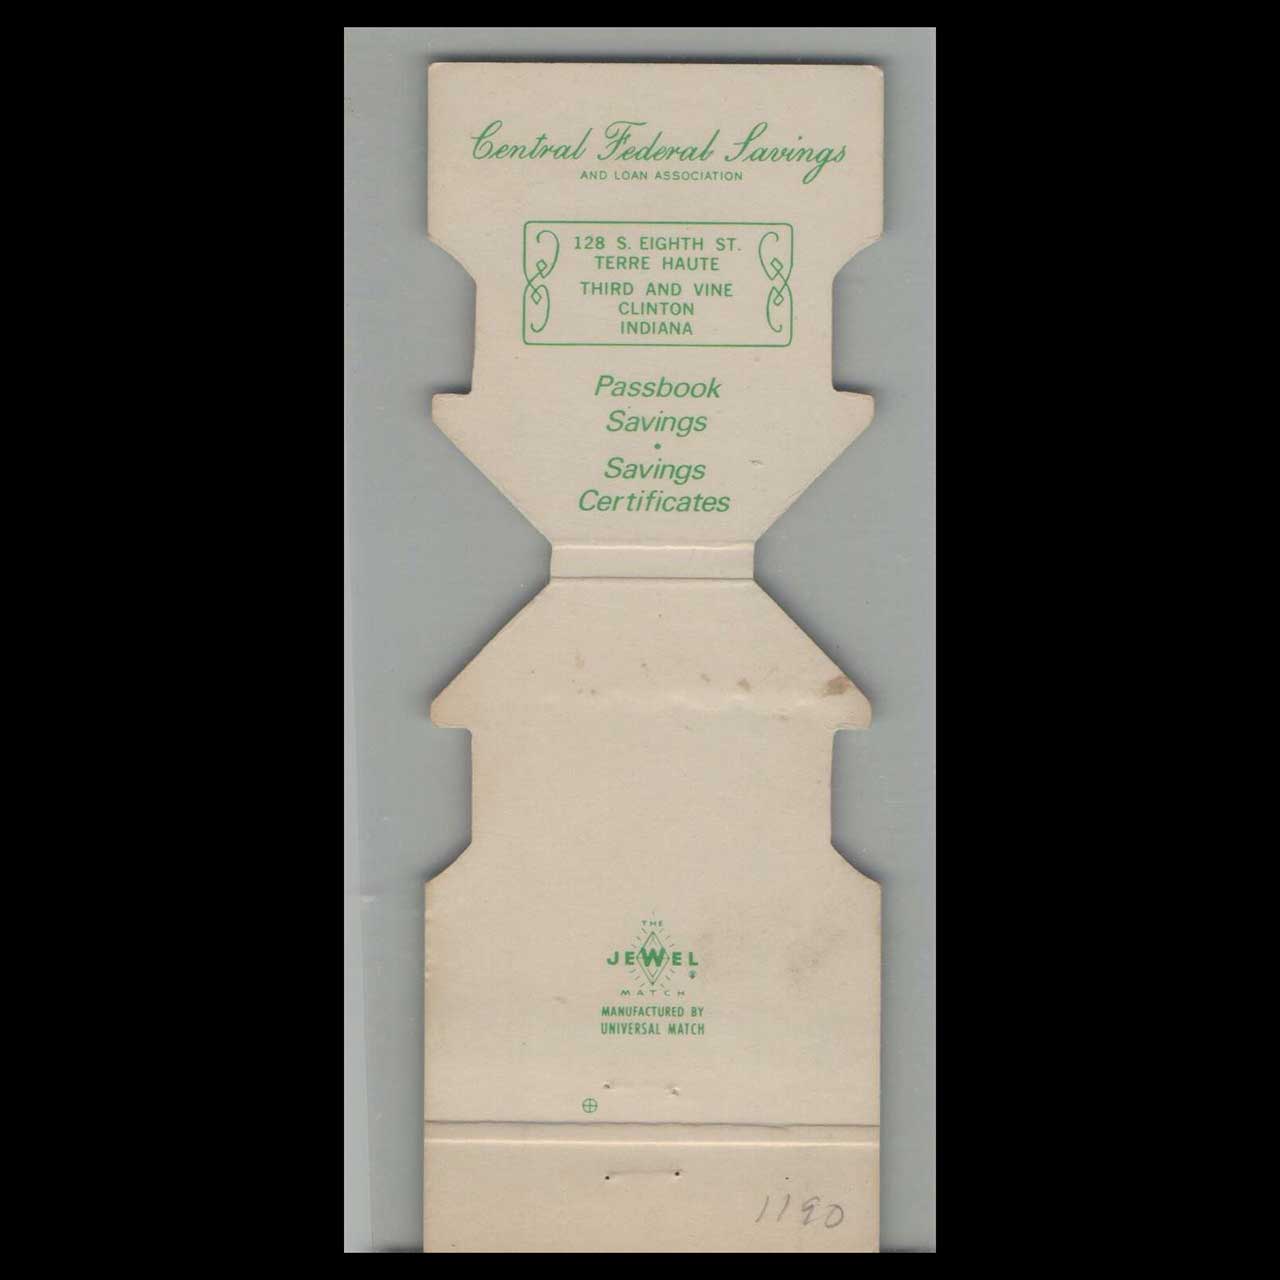 Central Federal Savings
AND LOAN ASSOCIATION
128 S. EIGHTH ST.
TERRE HAUTE
THIRD AND VINE
CLINTON
INDIANA
Passbook
Savings
•
Savings
Certificates
THE
JEWEL
MATCH
MANUFACTURED BY
UNIVERSAL MATCH
1190